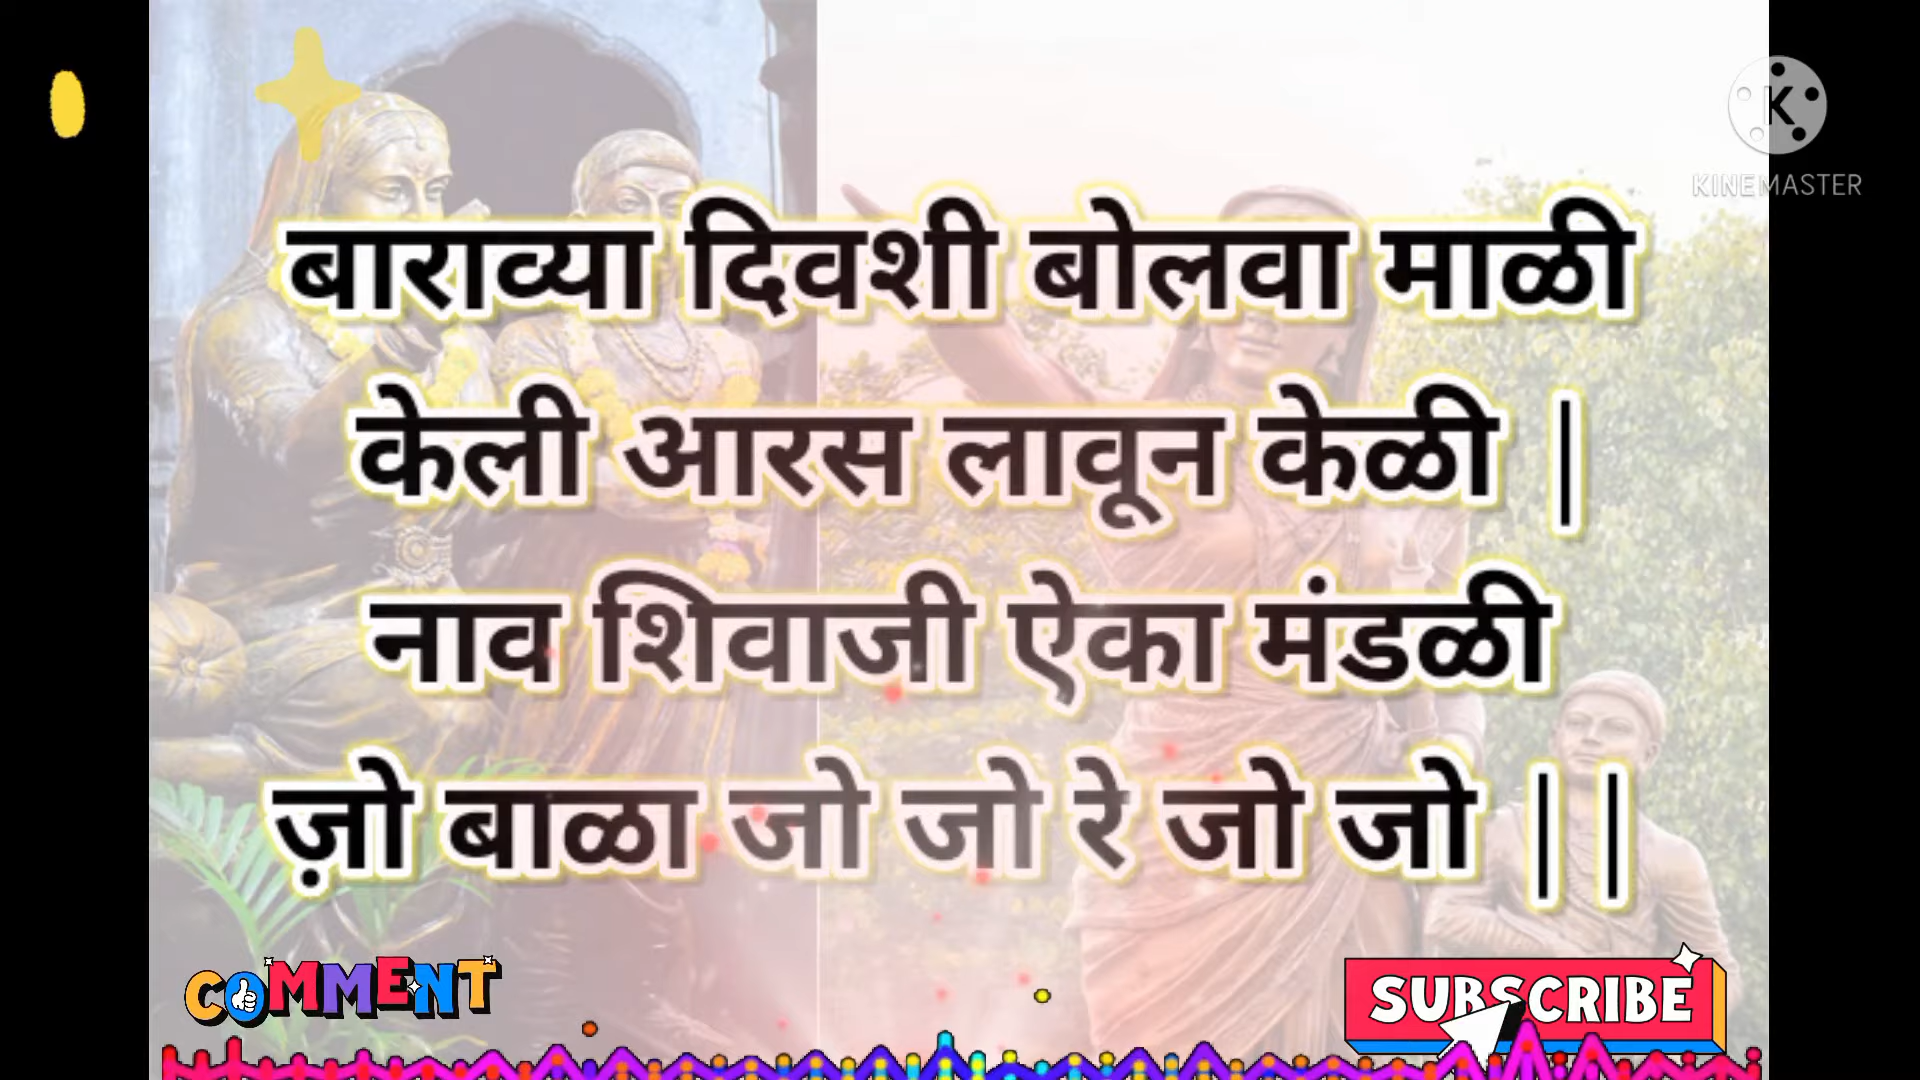 KINEMASTER
बाराव्या दिवशी बोलवा माळी
केली आरस लावून केळी |
नाव शिवाजी ऐका मंडळी
ज़ो बाळा जो जो रे जो जो ||
COMMENT
SUBSCRIBE